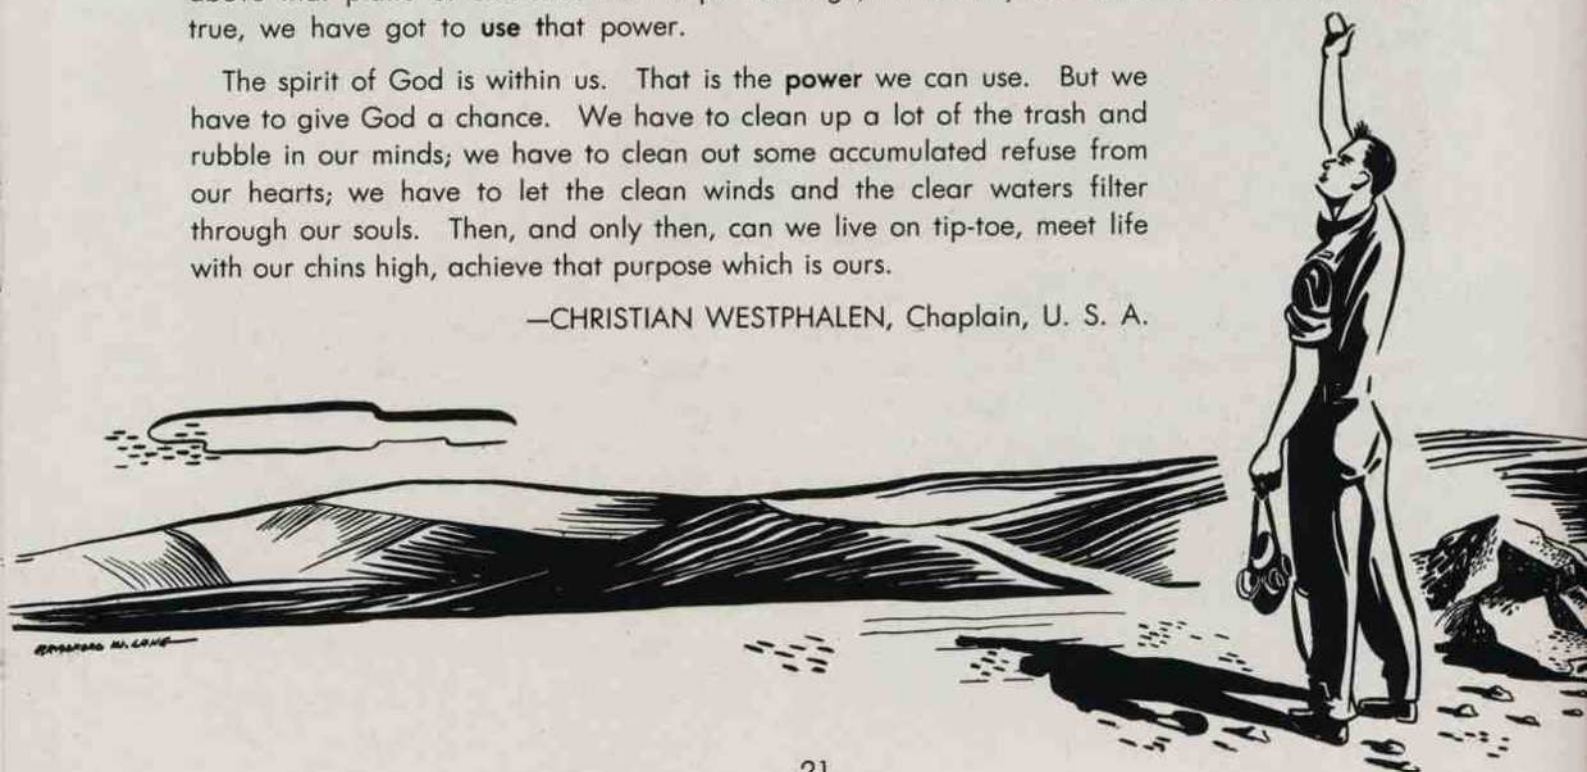 true, we have got to use that power.
The spirit of God is within us. That is the power we can use. But we
have to give God a chance. We have to clean up a lot of the trash and
rubble in our minds; we have to clean out some accumulated refuse from
our hearts; we have to let the clean winds and the clear waters filter
through our souls. Then, and only then, can we live on tip-toe, meet life
with our chins high, achieve that purpose which is ours.
—CHRISTIAN WESTPHALEN, Chaplain, U. S. A.
21